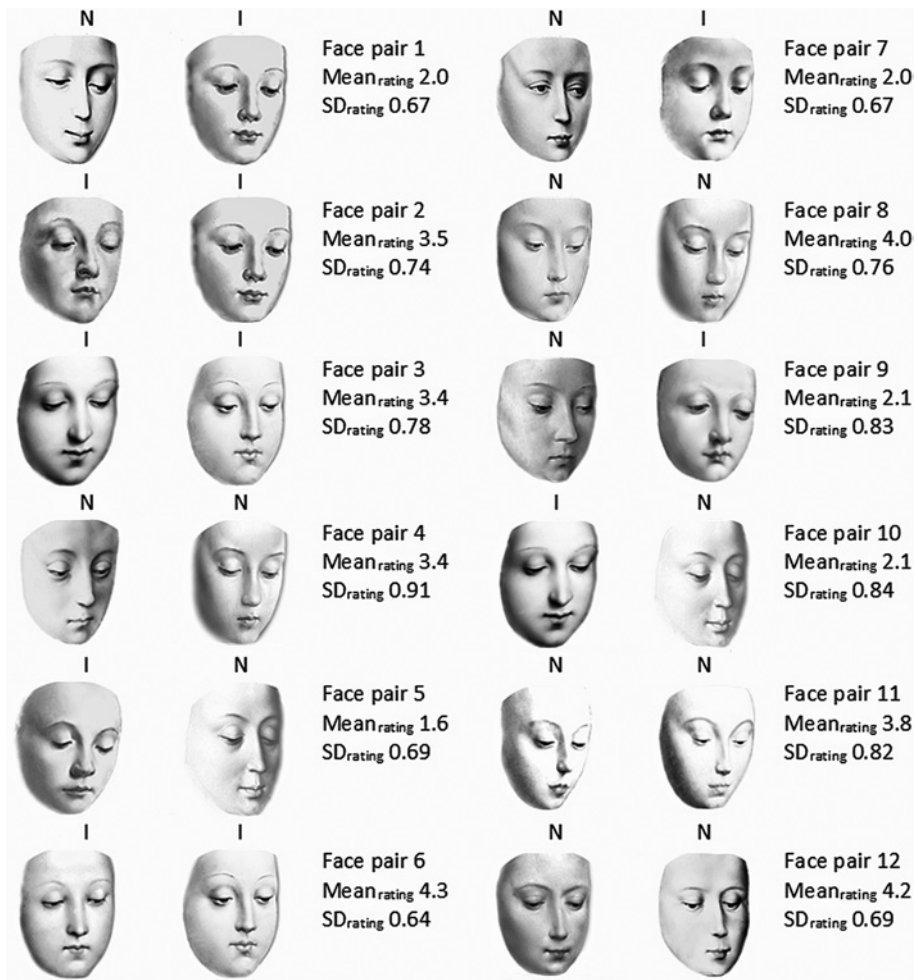 N I
Face pair 1
Meanrating 2.0
SDrating 0.67
I I
Face pair 2
Meanrating 3.5
SDrating 0.74
I I
Face pair 3
Meanrating 3.4
SDrating 0.78
N N
Face pair 4
Meanrating 3.4
SDrating 0.91
I N
Face pair 5
Meanrating 1.6
SDrating 0.69
I I
Face pair 6
Meanrating 4.3
SDrating 0.64
N I
Face pair 7
Meanrating 2.0
SDrating 0.67
N N
Face pair 8
Meanrating 4.0
SDrating 0.76
N I
Face pair 9
Meanrating 2.1
SDrating 0.83
I N
Face pair 10
Meanrating 2.1
SDrating 0.84
N N
Face pair 11
Meanrating 3.8
SDrating 0.82
N N
Face pair 12
Meanrating 4.2
SDrating 0.69